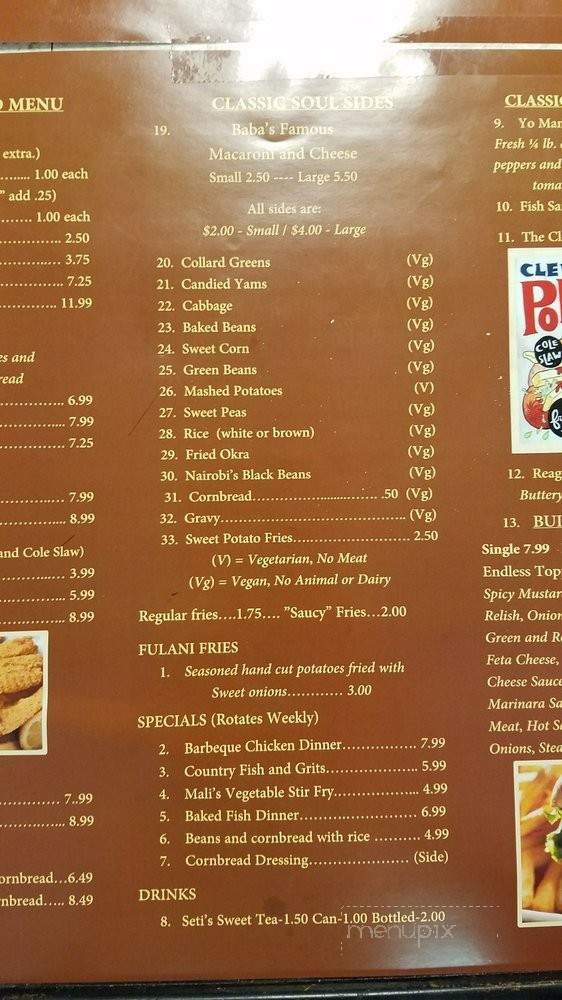 D MENU
extra.)
..... 1.00 each
” add .25)
........ 1.00 each
.............. 2.50
............ 3.75
.............. 7.25
............. 11.99
es and
read
.............. 6.99
............. 7.99
.............. 7.25
............. 7.99
............. 8.99
and Cole Slaw)
............ 3.99
............. 5.99
............. 8.99
............. 7..99
............. 8.99
ornbread...6.49
nbread..... 8.49
CLASSIC SOUL SIDES
19. Baba's Famous
Macaroni and Cheese
Small 2.50 ---- Large 5.50
All sides are:
$2.00 - Small / $4.00 - Large
20. Collard Greens (Vg)
21. Candied Yams (Vg)
22. Cabbage (Vg)
23. Baked Beans (Vg)
24. Sweet Corn (Vg)
25. Green Beans (Vg)
26. Mashed Potatoes (V)
27. Sweet Peas (Vg)
28. Rice (white or brown) (Vg)
29. Fried Okra (Vg)
30. Nairobi's Black Beans (Vg)
31. Cornbread........................ .50 (Vg)
32. Gravy........................................ (Vg)
33. Sweet Potato Fries......................... 2.50
(V) = Vegetarian, No Meat
(Vg) = Vegan, No Animal or Dairy
Regular fries....1.75.... ”Saucy” Fries...2.00
FULANI FRIES
1. Seasoned hand cut potatoes fried with
Sweet onions............ 3.00
SPECIALS (Rotates Weekly)
2. Barbeque Chicken Dinner................ 7.99
3. Country Fish and Grits.................... 5.99
4. Mali's Vegetable Stir Fry................... 4.99
5. Baked Fish Dinner......................... 6.99
6. Beans and cornbread with rice .......... 4.99
7. Cornbread Dressing..................... (Side)
DRINKS
8. Seti's Sweet Tea-1.50 Can-1.00 Bottled-2.00
menupix
CLASSIC
9. Yo Man
Fresh ¼ lb.
peppers and
toma
10. Fish Sa
11. The Cl
CLE
PO
COLE
SLAW
12. Reag
Buttery
13. BU
Single 7.99
Endless Top
Spicy Mustar
Relish, Onion
Green and Re
Feta Cheese,
Cheese Sauce
Marinara Sa
Meat, Hot Sa
Onions, Stea